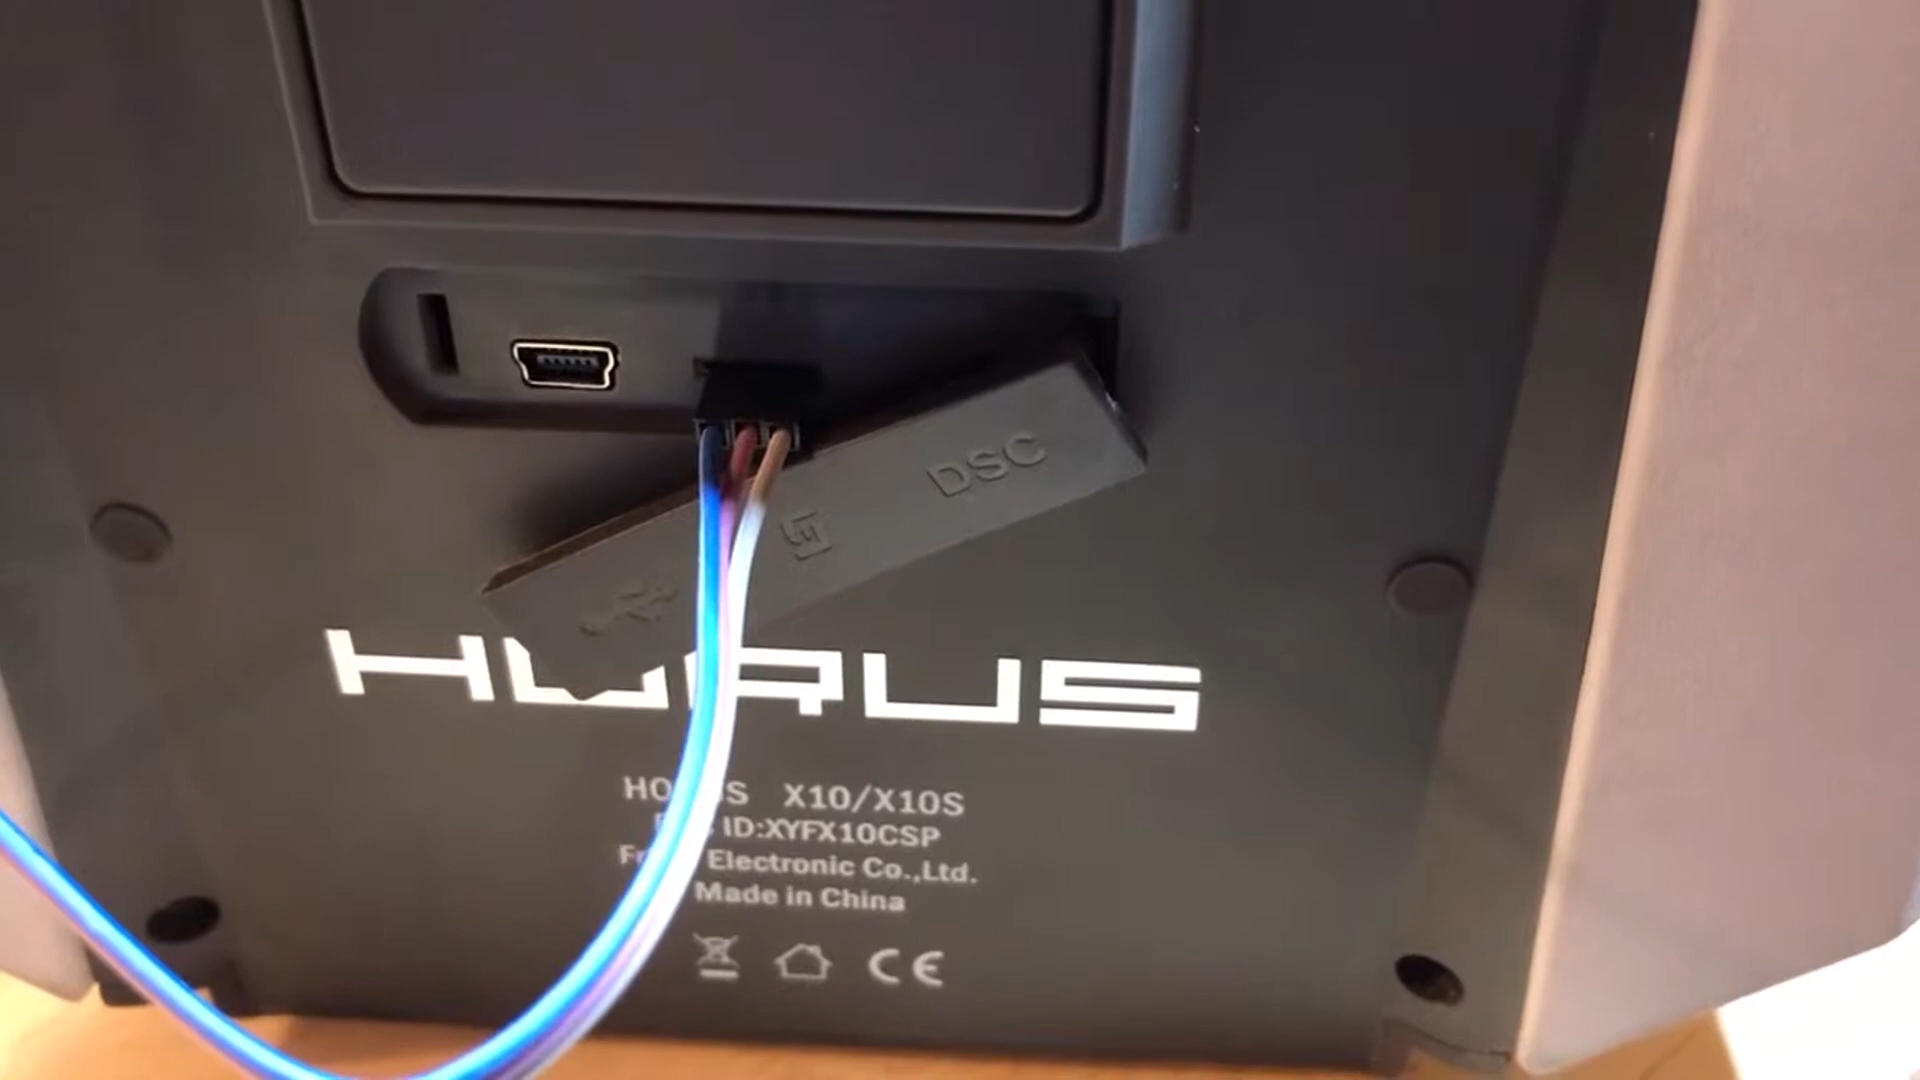 DSC
HORUS
X10/X10S
ID:XYFX10CSP
Electronic Co.,Ltd.
Made in China
CE